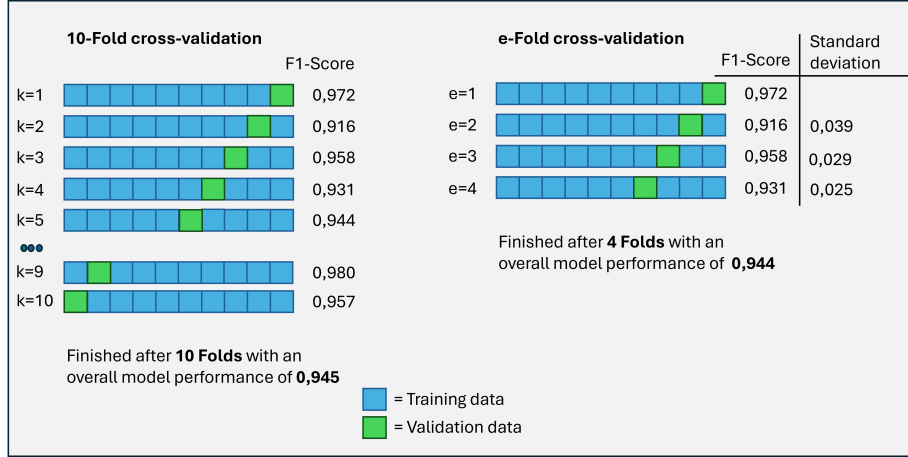 10-Fold cross-validation
F1-Score
k=1 0,972
k=2 0,916
k=3 0,958
k=4 0,931
k=5 0,944
k=9 0,980
k=10 0,957
Finished after 10 Folds with an
overall model performance of 0,945
e-Fold cross-validation
F1-Score
Standard
deviation
e=1 0,972
e=2 0,916 0,039
e=3 0,958 0,029
e=4 0,931 0,025
Finished after 4 Folds with an
overall model performance of 0,944
= Training data
= Validation data